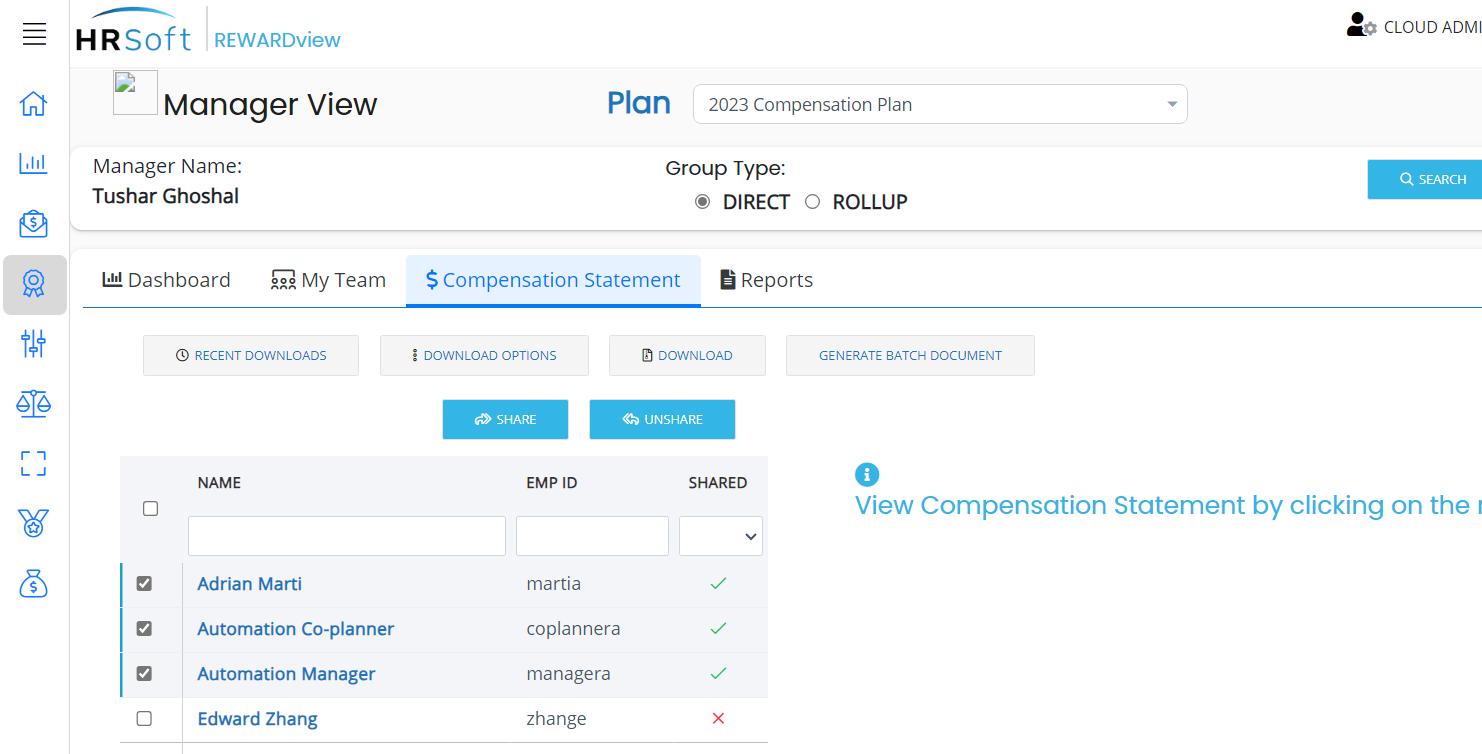 HRSoft REWARDview
CLOUD ADMI
Manager View
Plan
2023 Compensation Plan
Manager Name:
Tushar Ghoshal
Group Type:
DIRECT ROLLUP
SEARCH
Dashboard My Team $ Compensation Statement Reports
RECENT DOWNLOADS DOWNLOAD OPTIONS DOWNLOAD GENERATE BATCH DOCUMENT
SHARE UNSHARE
NAME EMP ID SHARED
View Compensation Statement by clicking on the
Adrian Marti martia
Automation Co-planner coplannera
Automation Manager managera
Edward Zhang zhange